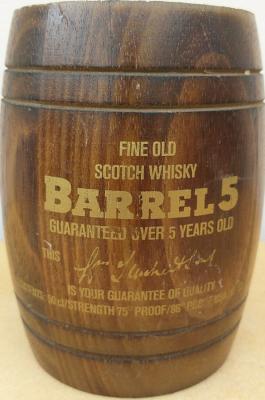 FINE OLD
SCOTCH WHISKY
BARREL 5
GUARANTEED OVER 5 YEARS OLD
THIS
IS YOUR GUARANTEE OF QUALITY
STRENGTH 75° PROOF/86°